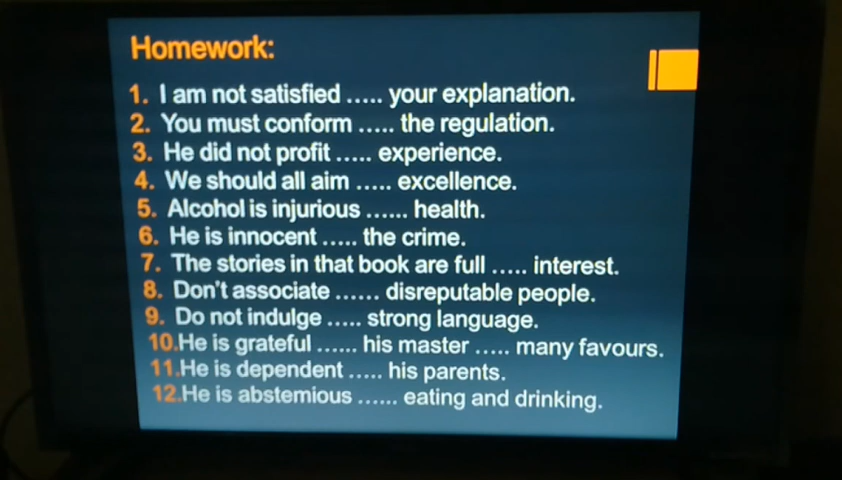 Homework:
1. I am not satisfied ..... your explanation.
2. You must conform ..... the regulation.
3. He did not profit ..... experience.
4. We should all aim ..... excellence.
5. Alcohol is injurious ...... health.
6. He is innocent ..... the crime.
7. The stories in that book are full ..... interest.
8. Don't associate ...... disreputable people.
9. Do not indulge ..... strong language.
10.He is grateful ...... his master ..... many favours.
11.He is dependent ..... his parents.
12.He is abstemious ...... eating and drinking.